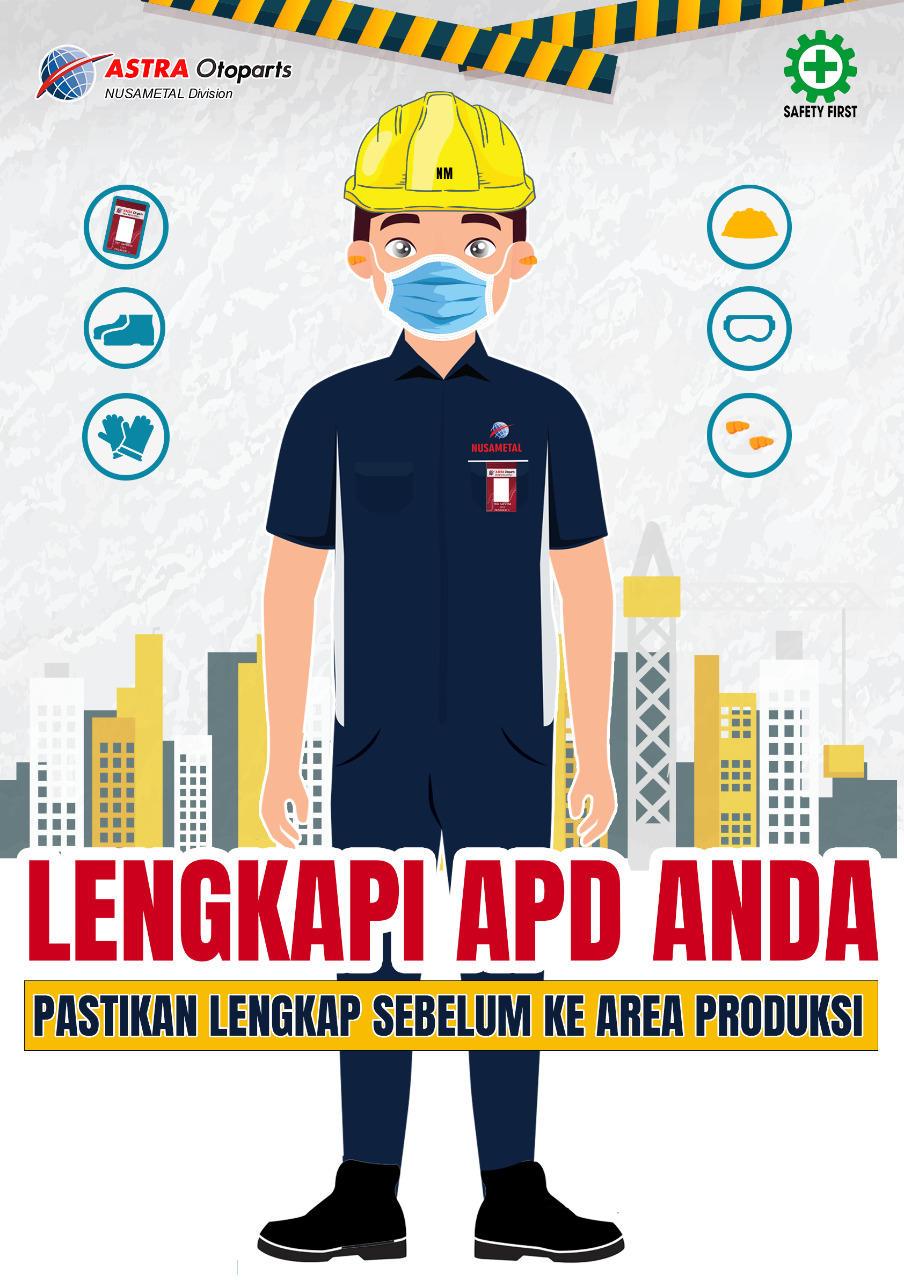 ASTRA Otoparts
NUSAMETAL Division
SAFETY FIRST
NM
NUSAMETAL
LENGKAPI APD ANDA
PASTIKAN LENGKAP SEBELUM KE AREA PRODUKSI